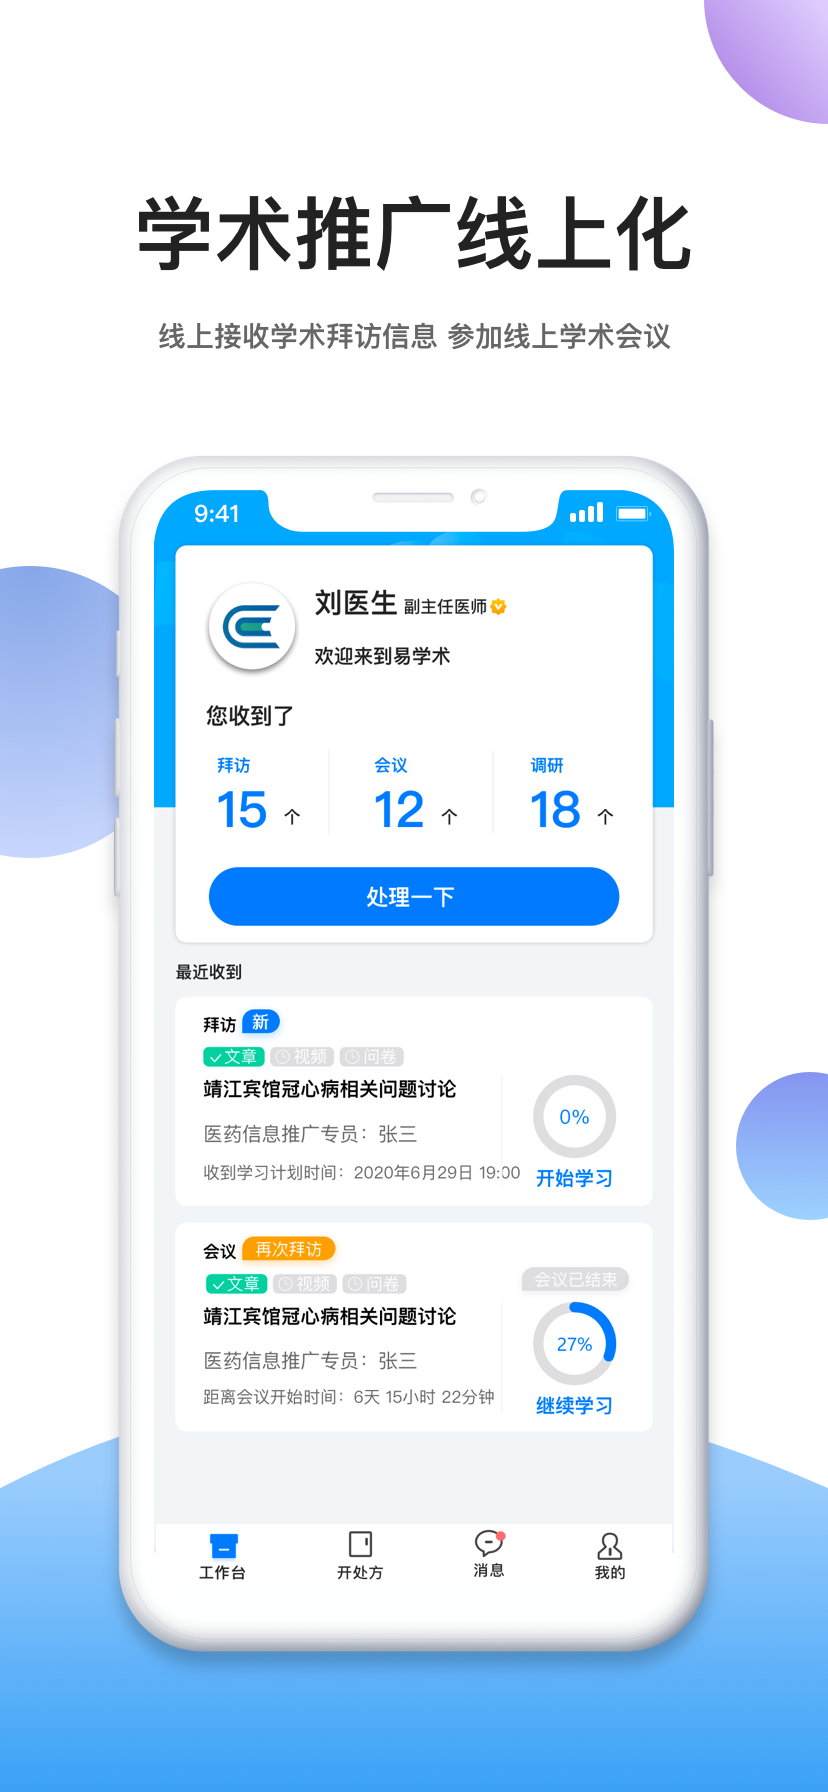 学术推广线上化
线上接收学术拜访信息 参加线上学术会议
9:41
刘医生 副主任医师
欢迎来到易学术
您收到了
拜访 会议 调研
15 个 12 个 18 个
处理一下
最近收到
拜访 新
文章 视频 问卷
靖江宾馆冠心病相关问题讨论
0%
医药信息推广专员：张三
收到学习计划时间：2020年6月29日 19:00
开始学习
会议 再次拜访
会议已结束
文章 视频 问卷
靖江宾馆冠心病相关问题讨论
27%
医药信息推广专员：张三
距离会议开始时间：6天 15小时 22分钟
继续学习
工作台 开处方 消息 我的